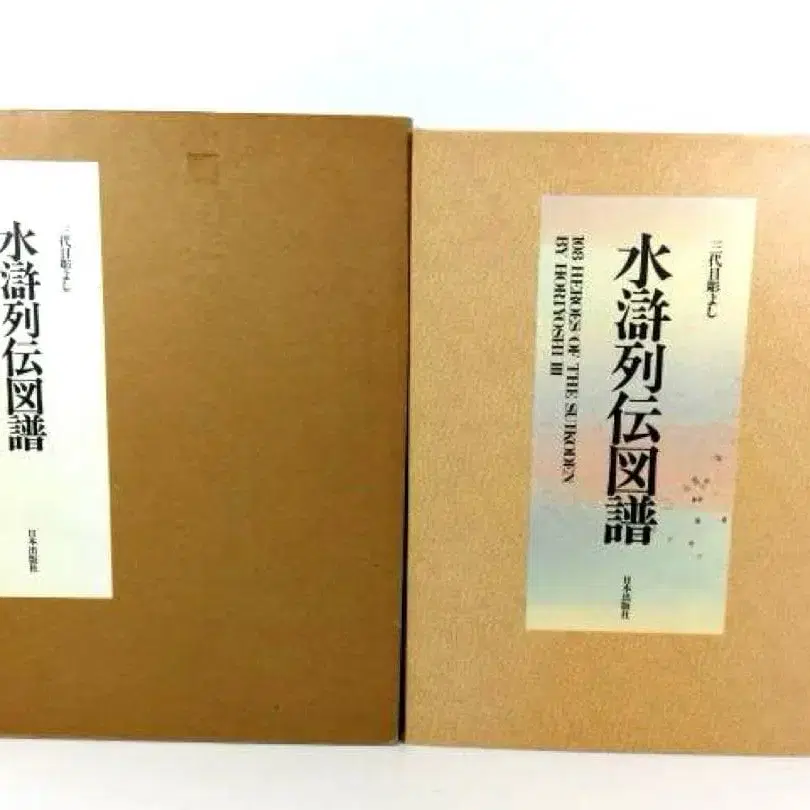 三代目彫よし
水滸列伝図譜
日本出版社
三代目彫よし
水滸列伝図譜
108 HEROES OF THE SUIKODEN
BY HORIYOSHI III
日本出版社